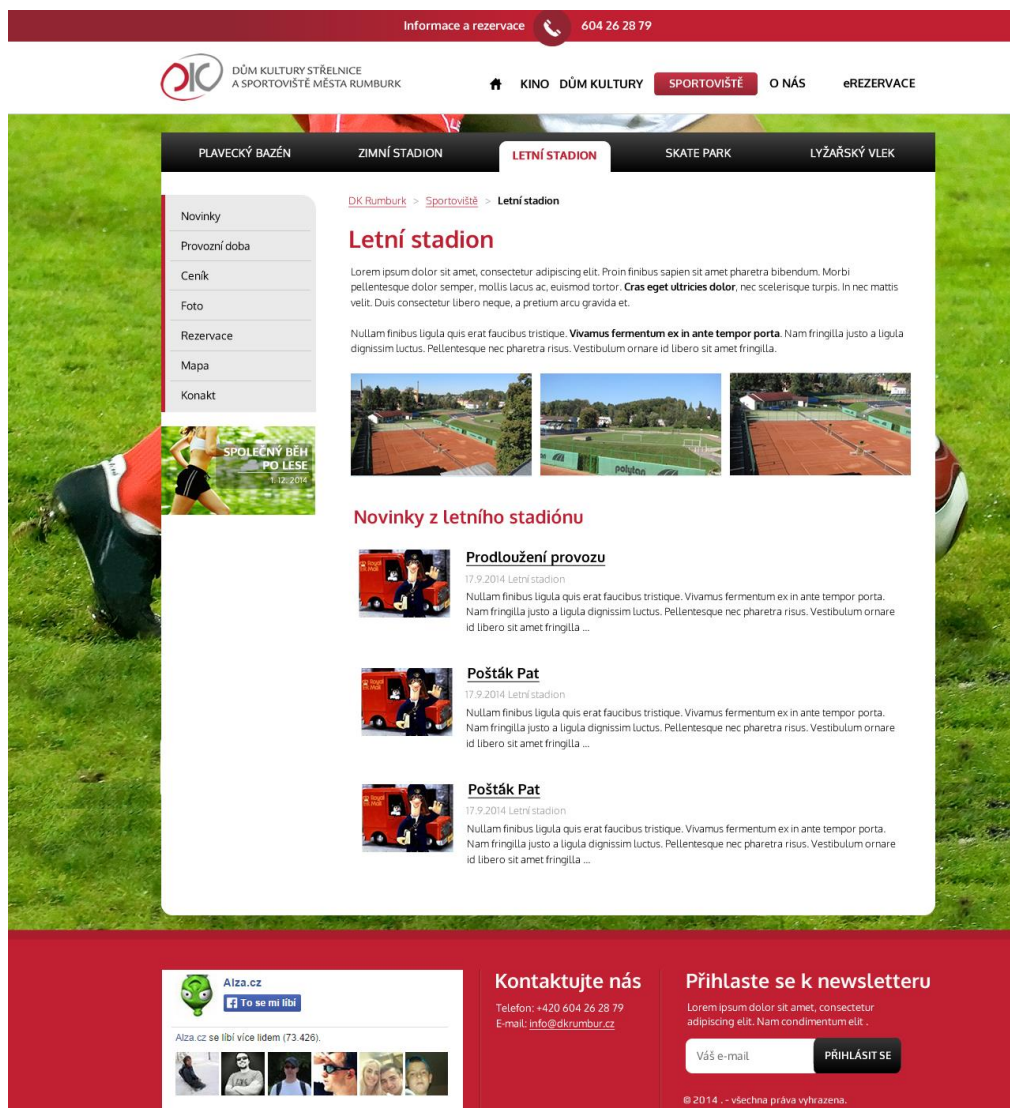 Informace a rezervace 604 26 28 79
DŮM KULTURY STŘELNICE
A SPORTOVIŠTĚ MĚSTA RUMBURK
KINO DŮM KULTURY SPORTOVIŠTĚ O NÁS eREZERVACE
PLAVECKÝ BAZÉN ZIMNÍ STADION LETNÍ STADION SKATE PARK LYŽAŘSKÝ VLEK
Novinky
Provozní doba
Ceník
Foto
Rezervace
Mapa
Konakt
SPOLEČNÝ BĚH
PO LESE
1. 12. 2014
DK Rumburk > Sportoviště > Letní stadion
Letní stadion
Lorem ipsum dolor sit amet, consectetur adipiscing elit. Proin finibus sapien sit amet pharetra bibendum. Morbi
pellentesque dolor semper, mollis lacus ac, euismod tortor. Cras eget ultricies dolor, nec scelerisque turpis. In nec mattis
velit. Duis consectetur libero neque, a pretium arcu gravida et.
Nullam finibus ligula quis erat faucibus tristique. Vivamus fermentum ex in ante tempor porta. Nam fringilla justo a ligula
dignissim luctus. Pellentesque nec pharetra risus. Vestibulum ornare id libero sit amet fringilla.
polytan
Novinky z letního stadiónu
Royal
Mail
Prodloužení provozu
17.9.2014 Letní stadion
Nullam finibus ligula quis erat faucibus tristique. Vivamus fermentum ex in ante tempor porta.
Nam fringilla justo a ligula dignissim luctus. Pellentesque nec pharetra risus. Vestibulum ornare
id libero sit amet fringilla ...
Royal
Mail
Pošťák Pat
17.9.2014 Letní stadion
Nullam finibus ligula quis erat faucibus tristique. Vivamus fermentum ex in ante tempor porta.
Nam fringilla justo a ligula dignissim luctus. Pellentesque nec pharetra risus. Vestibulum ornare
id libero sit amet fringilla ...
Royal
Mail
Pošťák Pat
17.9.2014 Letní stadion
Nullam finibus ligula quis erat faucibus tristique. Vivamus fermentum ex in ante tempor porta.
Nam fringilla justo a ligula dignissim luctus. Pellentesque nec pharetra risus. Vestibulum ornare
id libero sit amet fringilla ...
Alza.cz
To se mi líbí
Alza.cz se líbí více lidem (73.426).
Kontaktujte nás
Telefon: +420 604 26 28 79
E-mail: info@dkrumbur.cz
Přihlaste se k newsletteru
Lorem ipsum dolor sit amet, consectetur
adipiscing elit. Nam condimentum elit .
Váš e-mail PŘIHLÁSIT SE
© 2014 . - všechna práva vyhrazena.